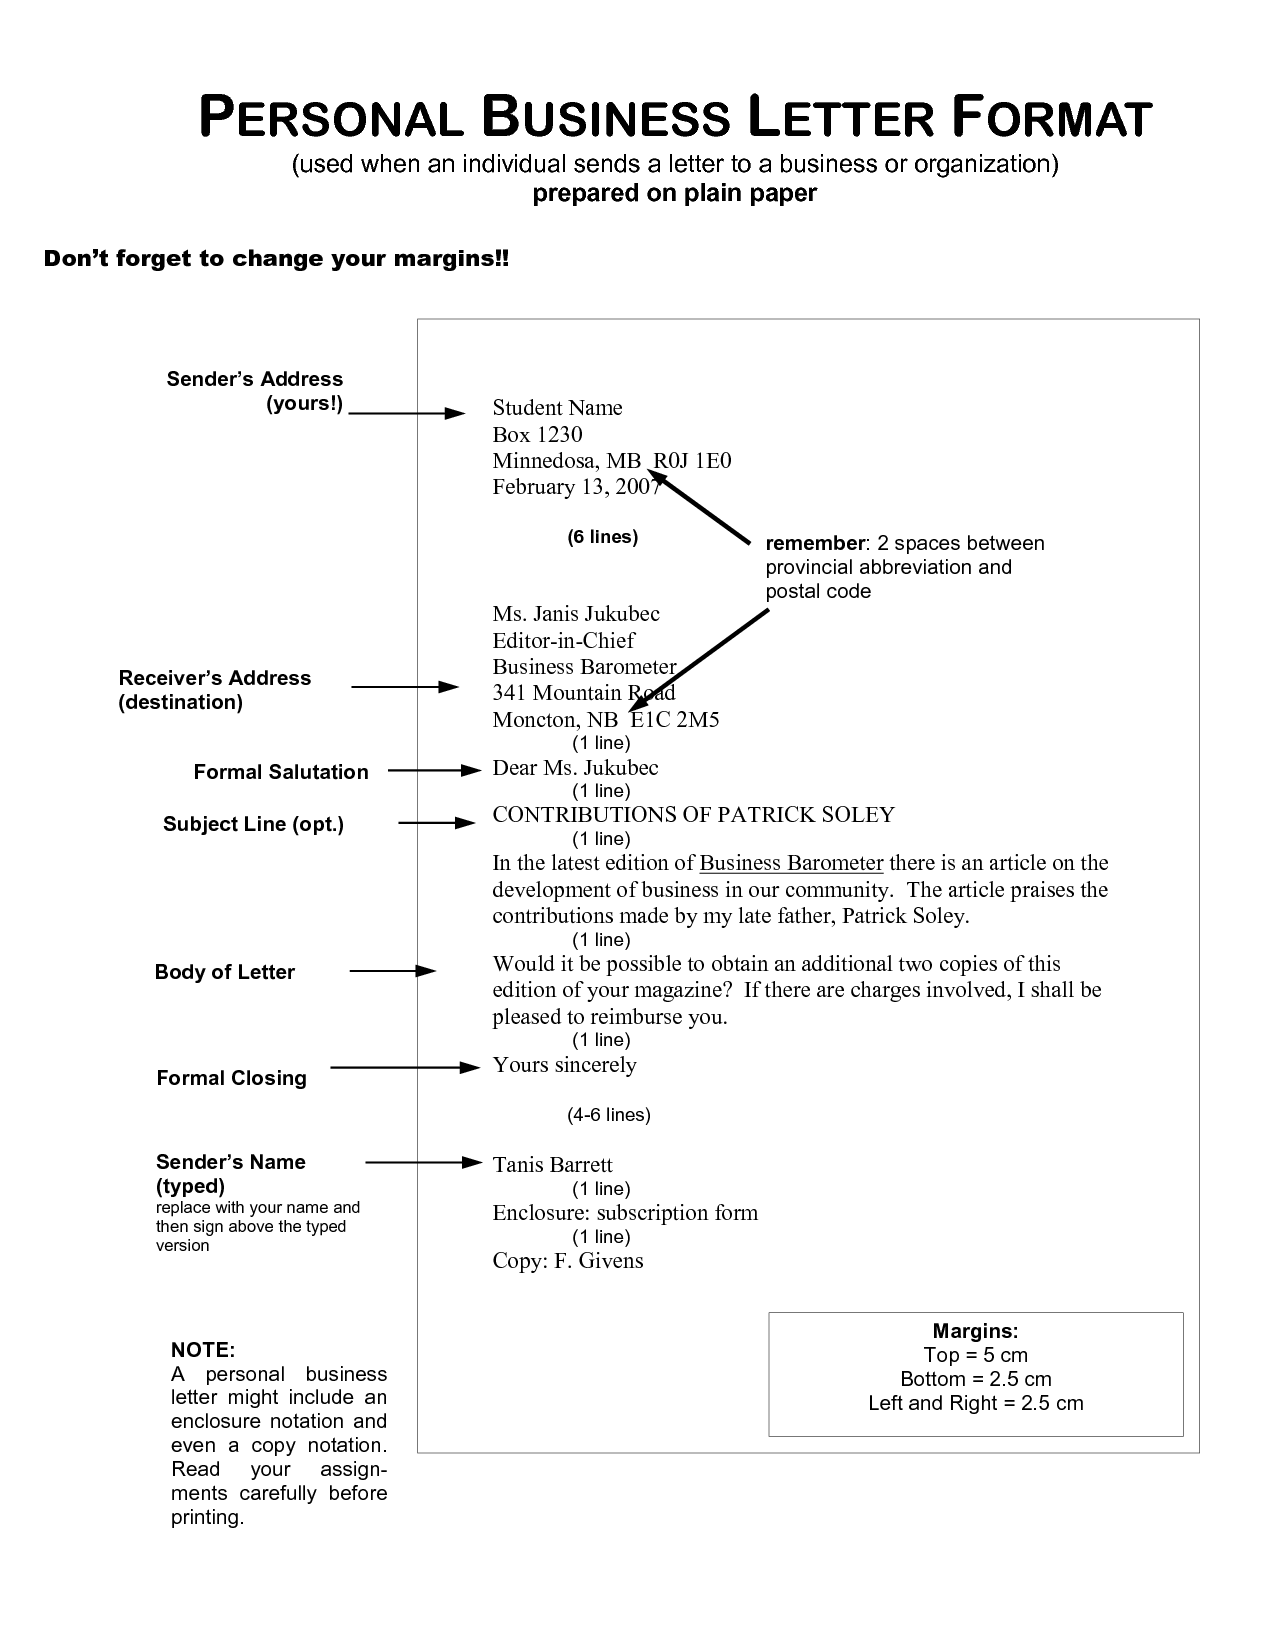 PERSONAL BUSINESS LETTER FORMAT
(used when an individual sends a letter to a business or organization)
prepared on plain paper
Don't forget to change your margins!!
Sender's Address
(yours!)
Student Name
Box 1230
Minnedosa, MB  R0J 1E0
February 13, 2007
(6 lines)
remember: 2 spaces between
provincial abbreviation and
postal code
Ms. Janis Jukubec
Editor-in-Chief
Business Barometer
341 Mountain Road
Moncton, NB  E1C 2M5
Receiver's Address
(destination)
(1 line)
Formal Salutation
Dear Ms. Jukubec
(1 line)
Subject Line (opt.)
CONTRIBUTIONS OF PATRICK SOLEY
(1 line)
In the latest edition of Business Barometer there is an article on the
development of business in our community.  The article praises the
contributions made by my late father, Patrick Soley.
(1 line)
Body of Letter
Would it be possible to obtain an additional two copies of this
edition of your magazine?  If there are charges involved, I shall be
pleased to reimburse you.
(1 line)
Formal Closing
Yours sincerely
(4-6 lines)
Sender's Name
(typed)
replace with your name and
then sign above the typed
version
Tanis Barrett
(1 line)
Enclosure: subscription form
(1 line)
Copy: F. Givens
NOTE:
A personal business
letter might include an
enclosure notation and
even a copy notation.
Read your assign-
ments carefully before
printing.
Margins:
Top = 5 cm
Bottom = 2.5 cm
Left and Right = 2.5 cm